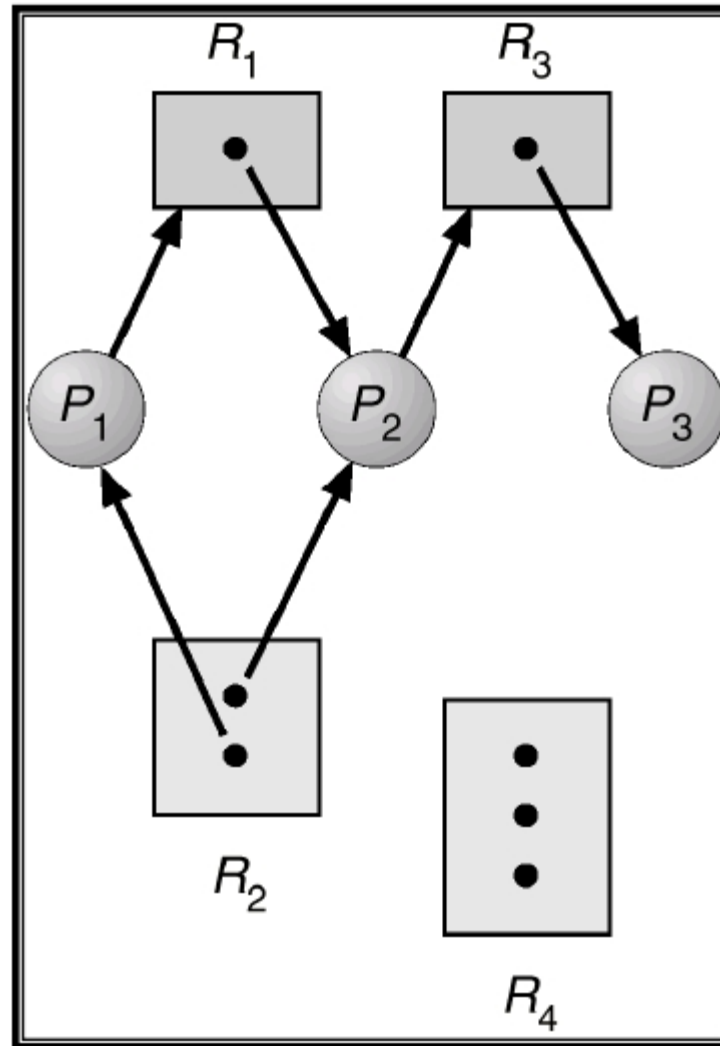 R₁ R₃
P₁ P₂ P₃
R₂
R₄